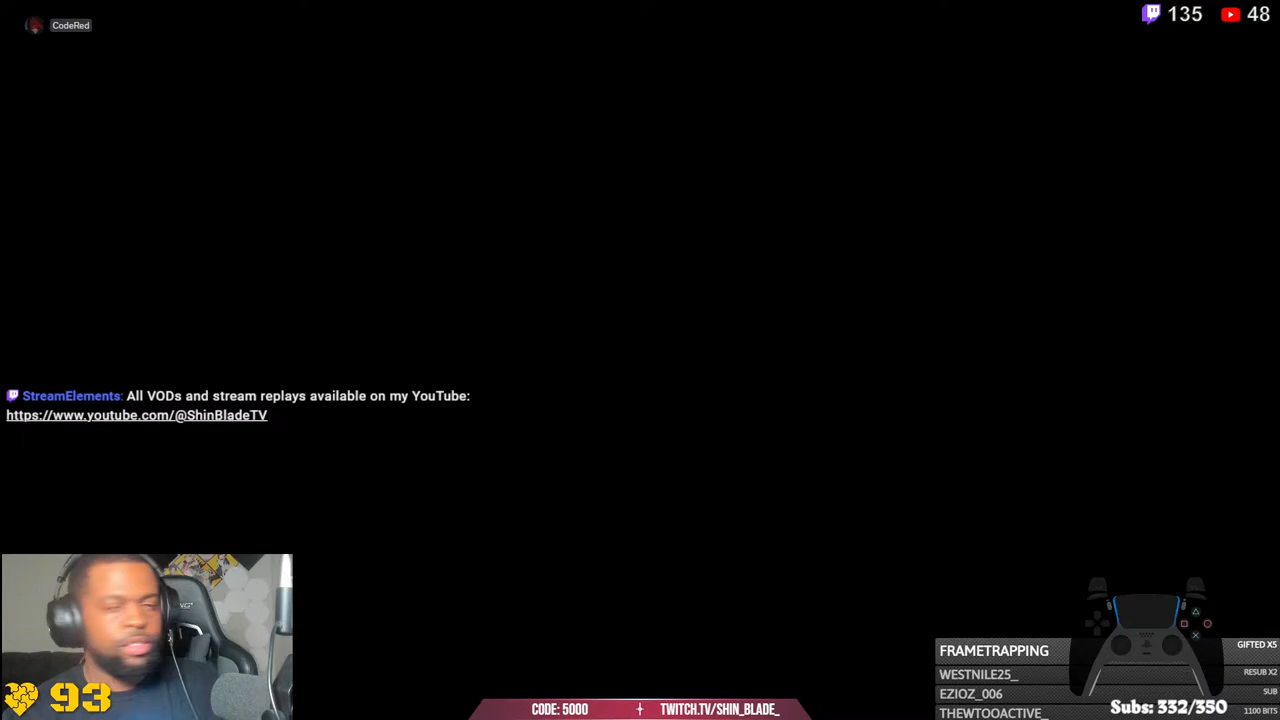 CodeRed
135 48
StreamElements: All VODs and stream replays available on my YouTube:
https://www.youtube.com/@ShinBladeTV
93
CODE: 5000 TWITCH.TV/SHIN_BLADE_
FRAMETRAPPING GIFTED X5
WESTNILE25_ RESUB X2
EZIOZ_006 SUB
THEWTOOACTIVE_ 1100 BITS
Subs: 332/350